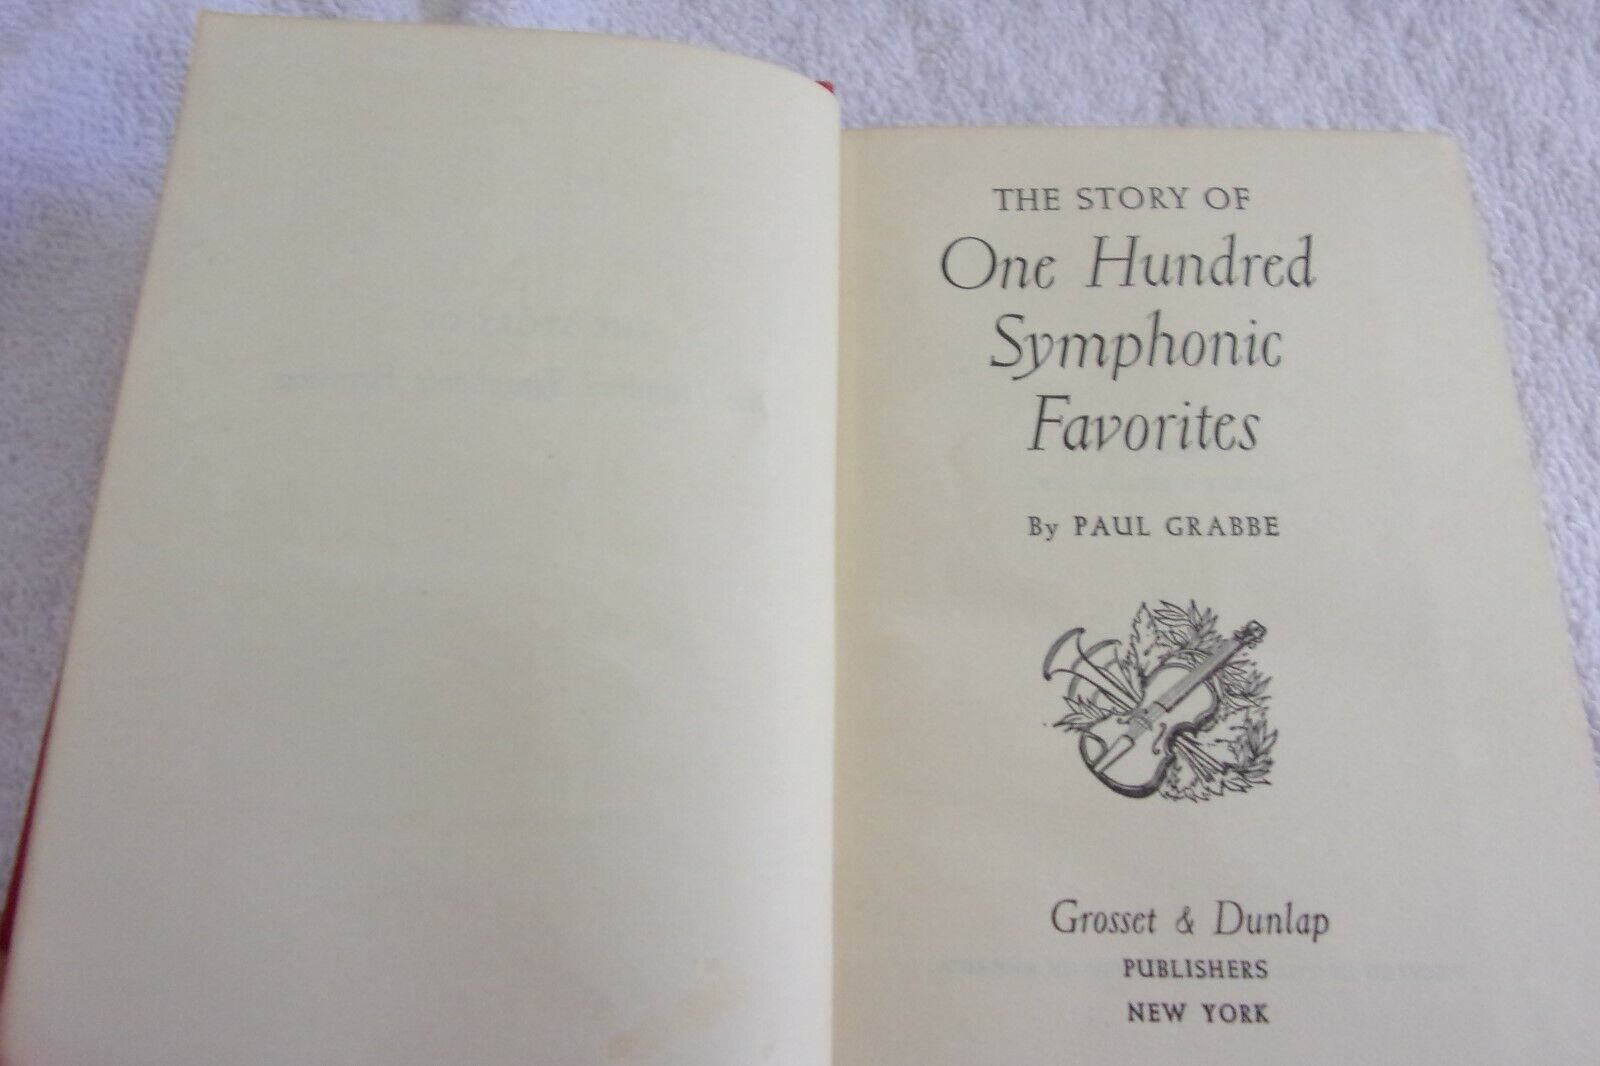 THE STORY OF
One Hundred
Symphonic
Favorites
By PAUL GRABBE
Grosset & Dunlap
PUBLISHERS
NEW YORK